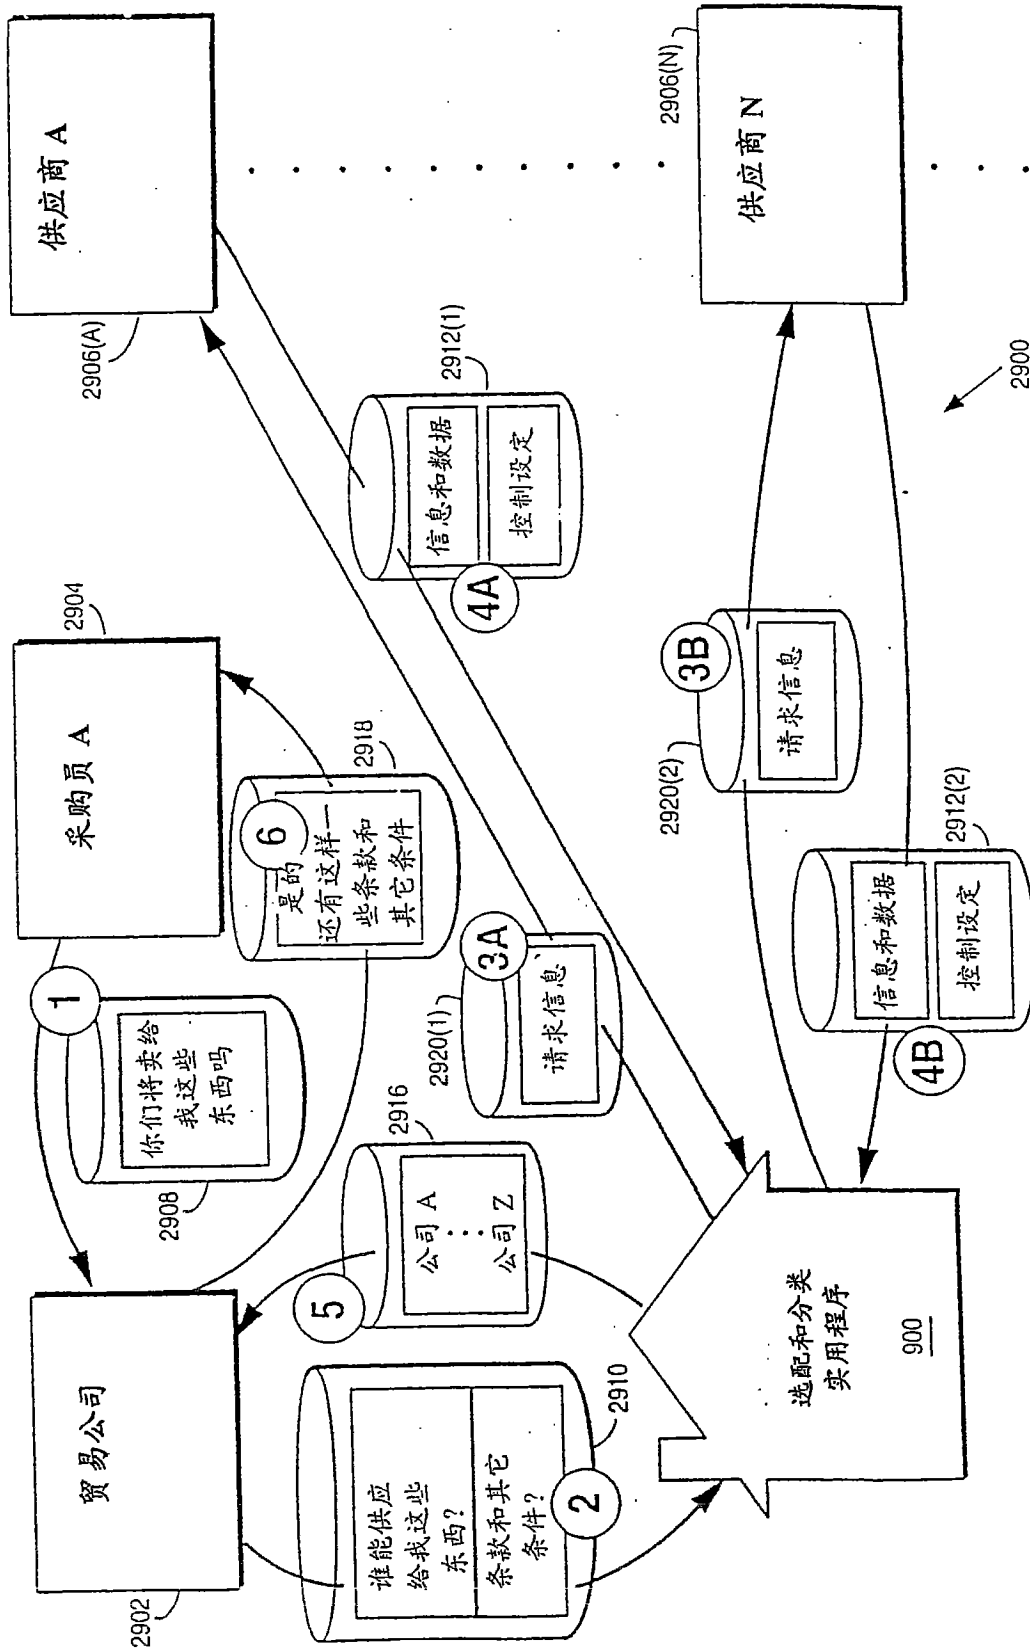 贸易公司
2902
采购员 A
2904
供应商 A
2906(A)
1
你们将卖给
我这些
东西吗
2908
6
是的
还有这样一
些条款和
其它条件
2918
5
公司 A
公司 Z
2916
谁能供应
给我这些
东西?
条款和其它
条件?
2
2910
3A
请求信息
2920(1)
信息和数据
控制设定
4A
2912(1)
3B
请求信息
2920(2)
信息和数据
控制设定
4B
2912(2)
供应商 N
2906(N)
选配和分类
实用程序
900
2900